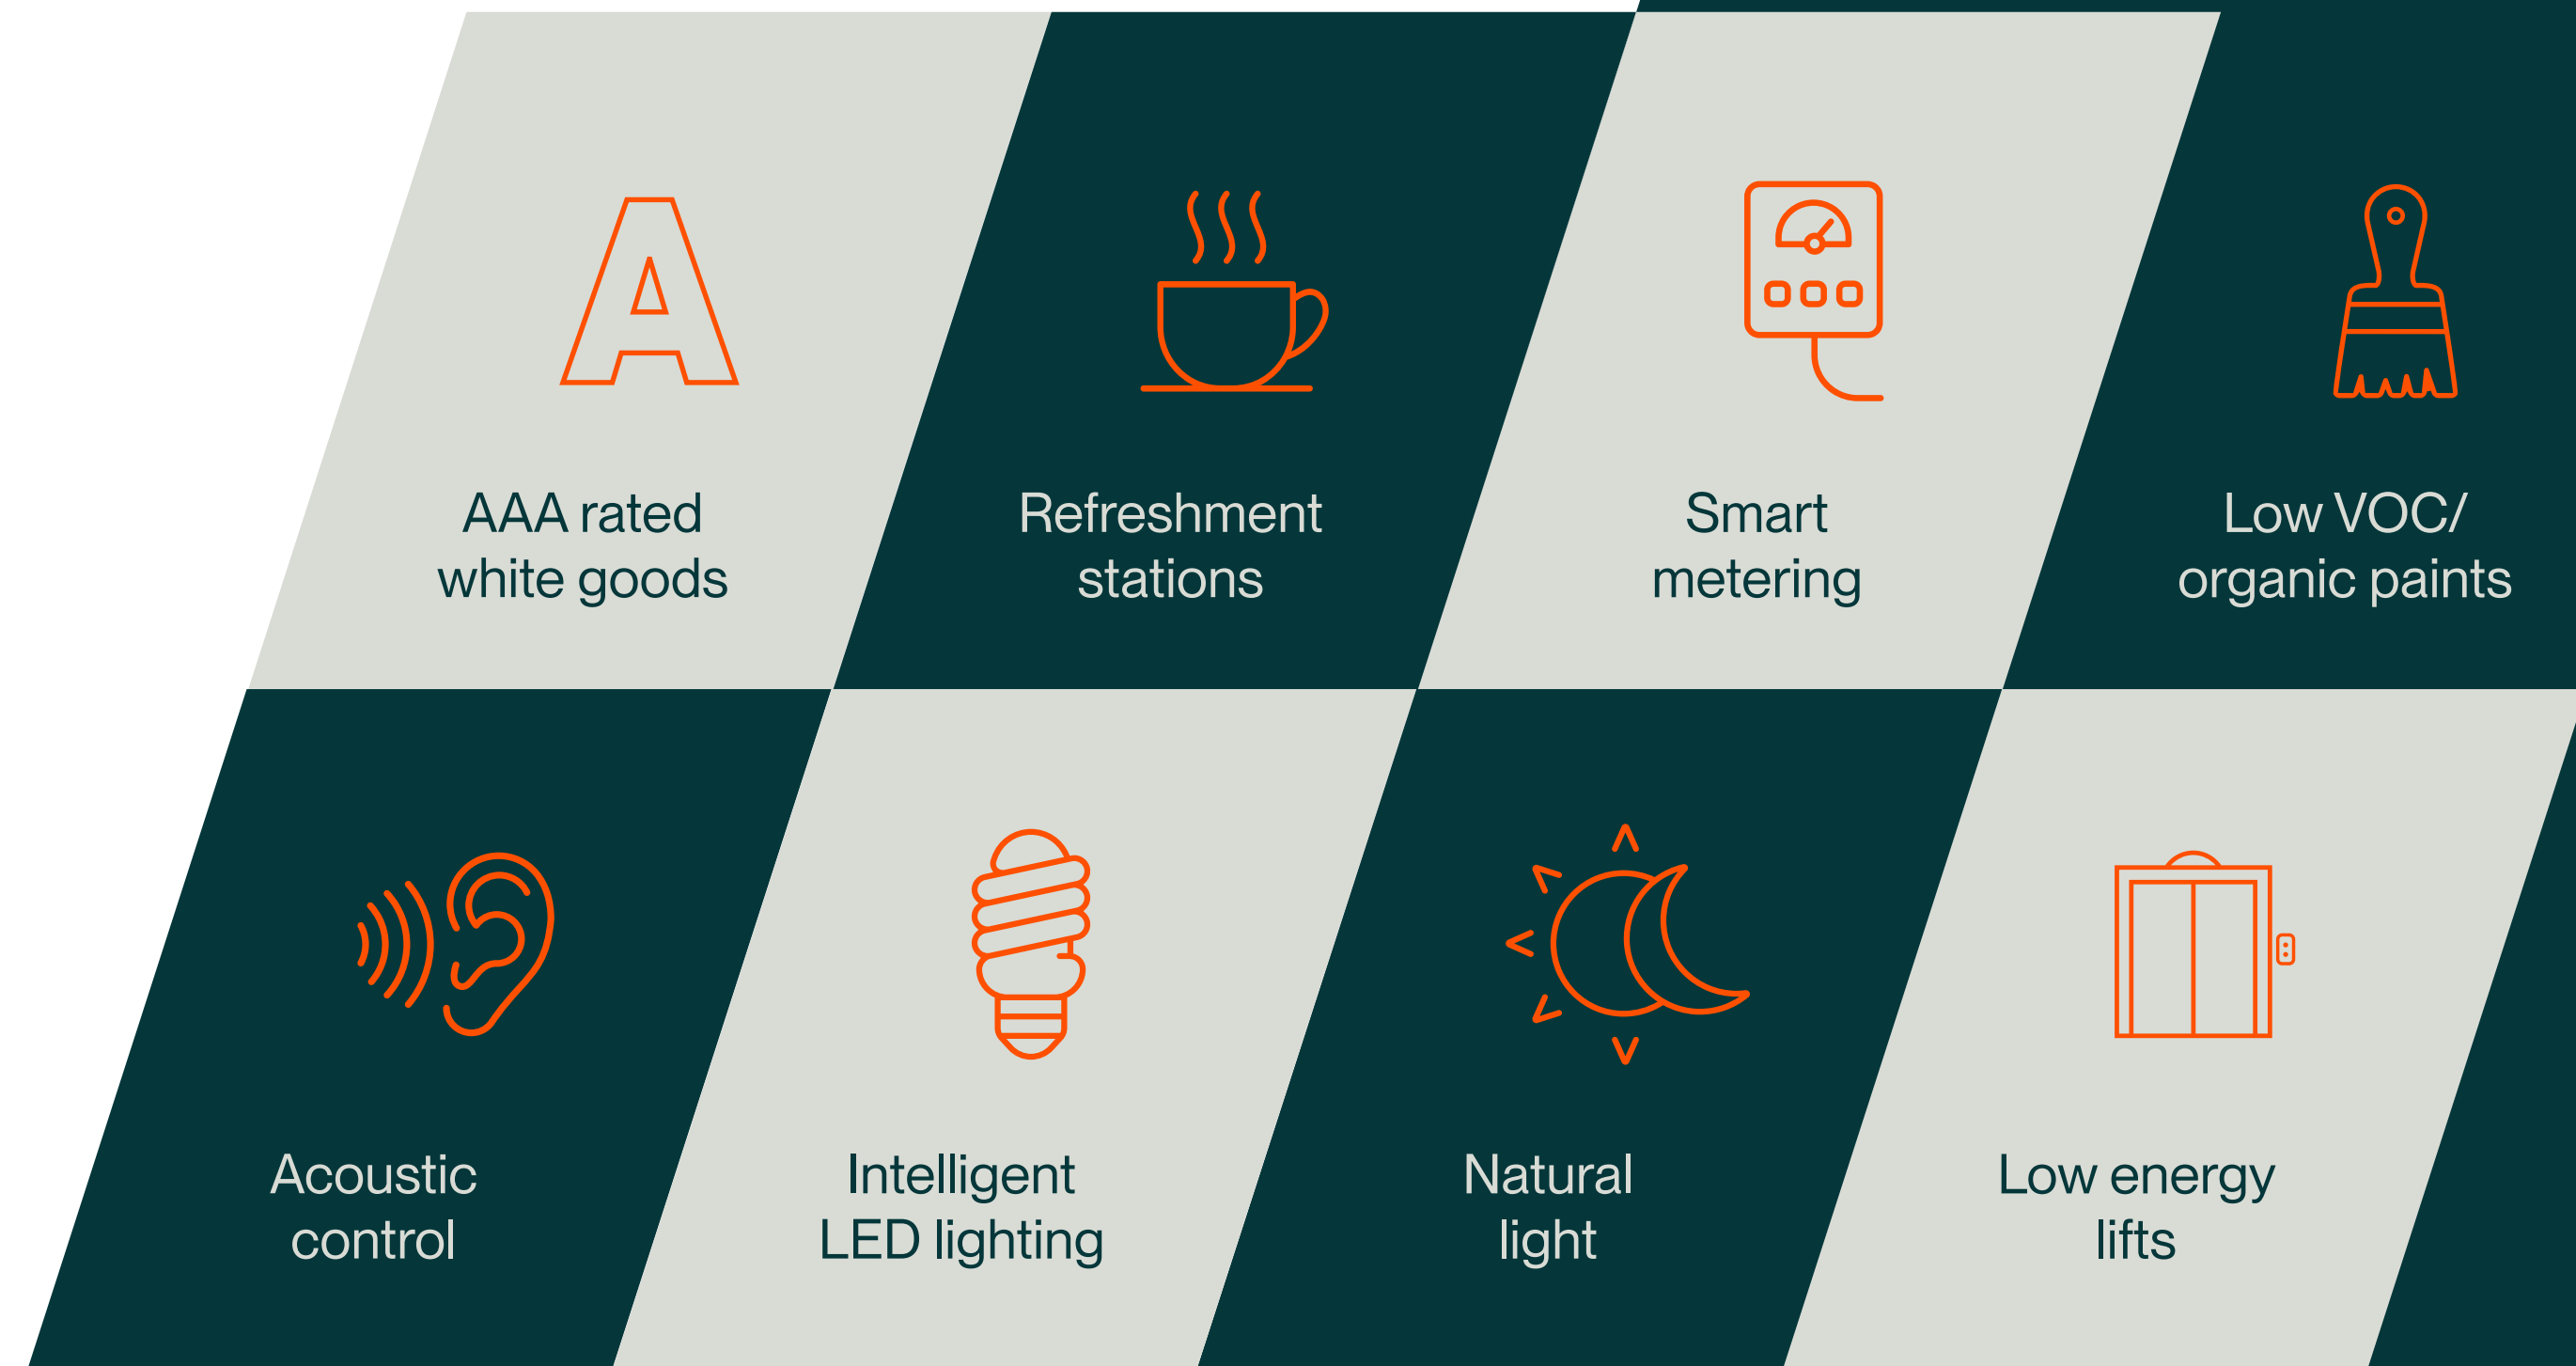 AAA rated
white goods
Refreshment
stations
Smart
metering
Low VOC/
organic paints
Acoustic
control
Intelligent
LED lighting
Natural
light
Low energy
lifts